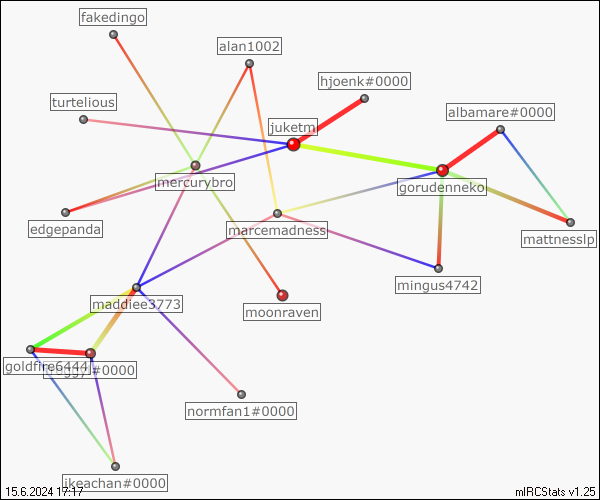 fakedingo
alan1002
hjoenk#0000
turtelious
albamare#0000
juketm
mercurybro
gorudenneko
edgepanda
marcemadness
mattnesslp
mingus4742
maddiee3773
moonraven
goldfire6444
#0000
normfan1#0000
ikeachan#0000
15.6.2024 17:17
mIRCStats v1.25